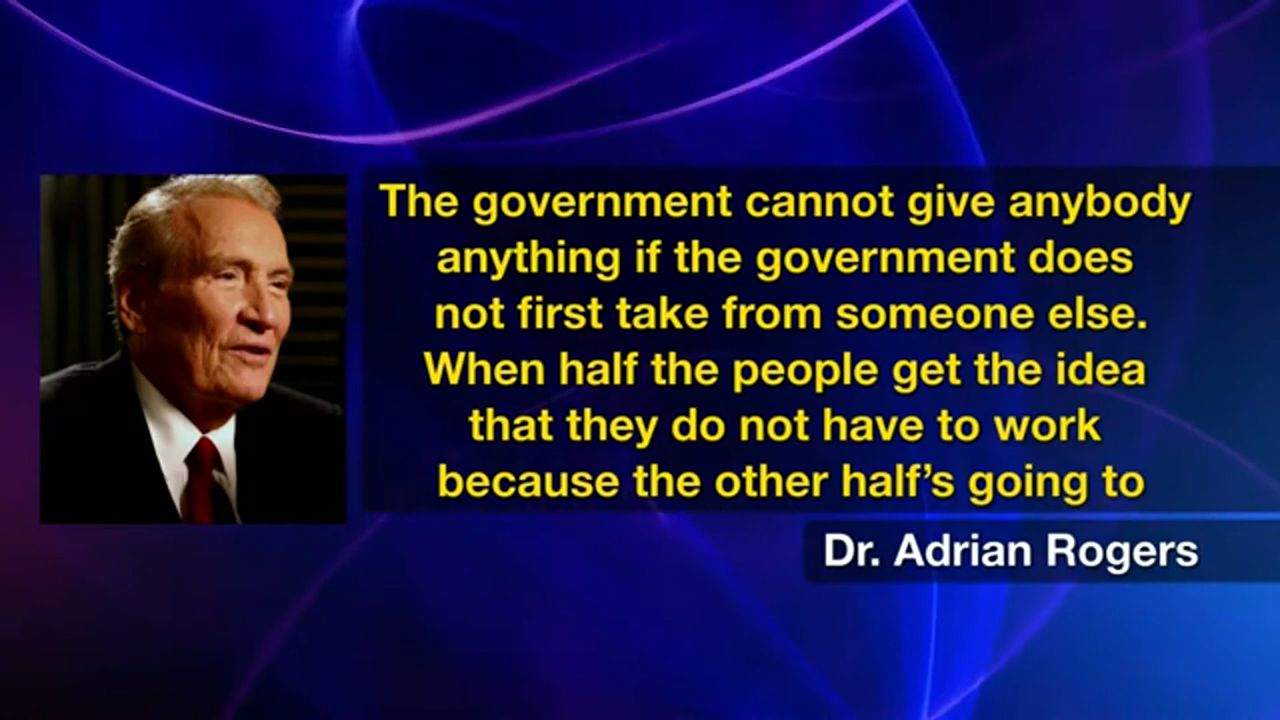 The government cannot give anybody
anything if the government does
not first take from someone else.
When half the people get the idea
that they do not have to work
because the other half’s going to
Dr. Adrian Rogers